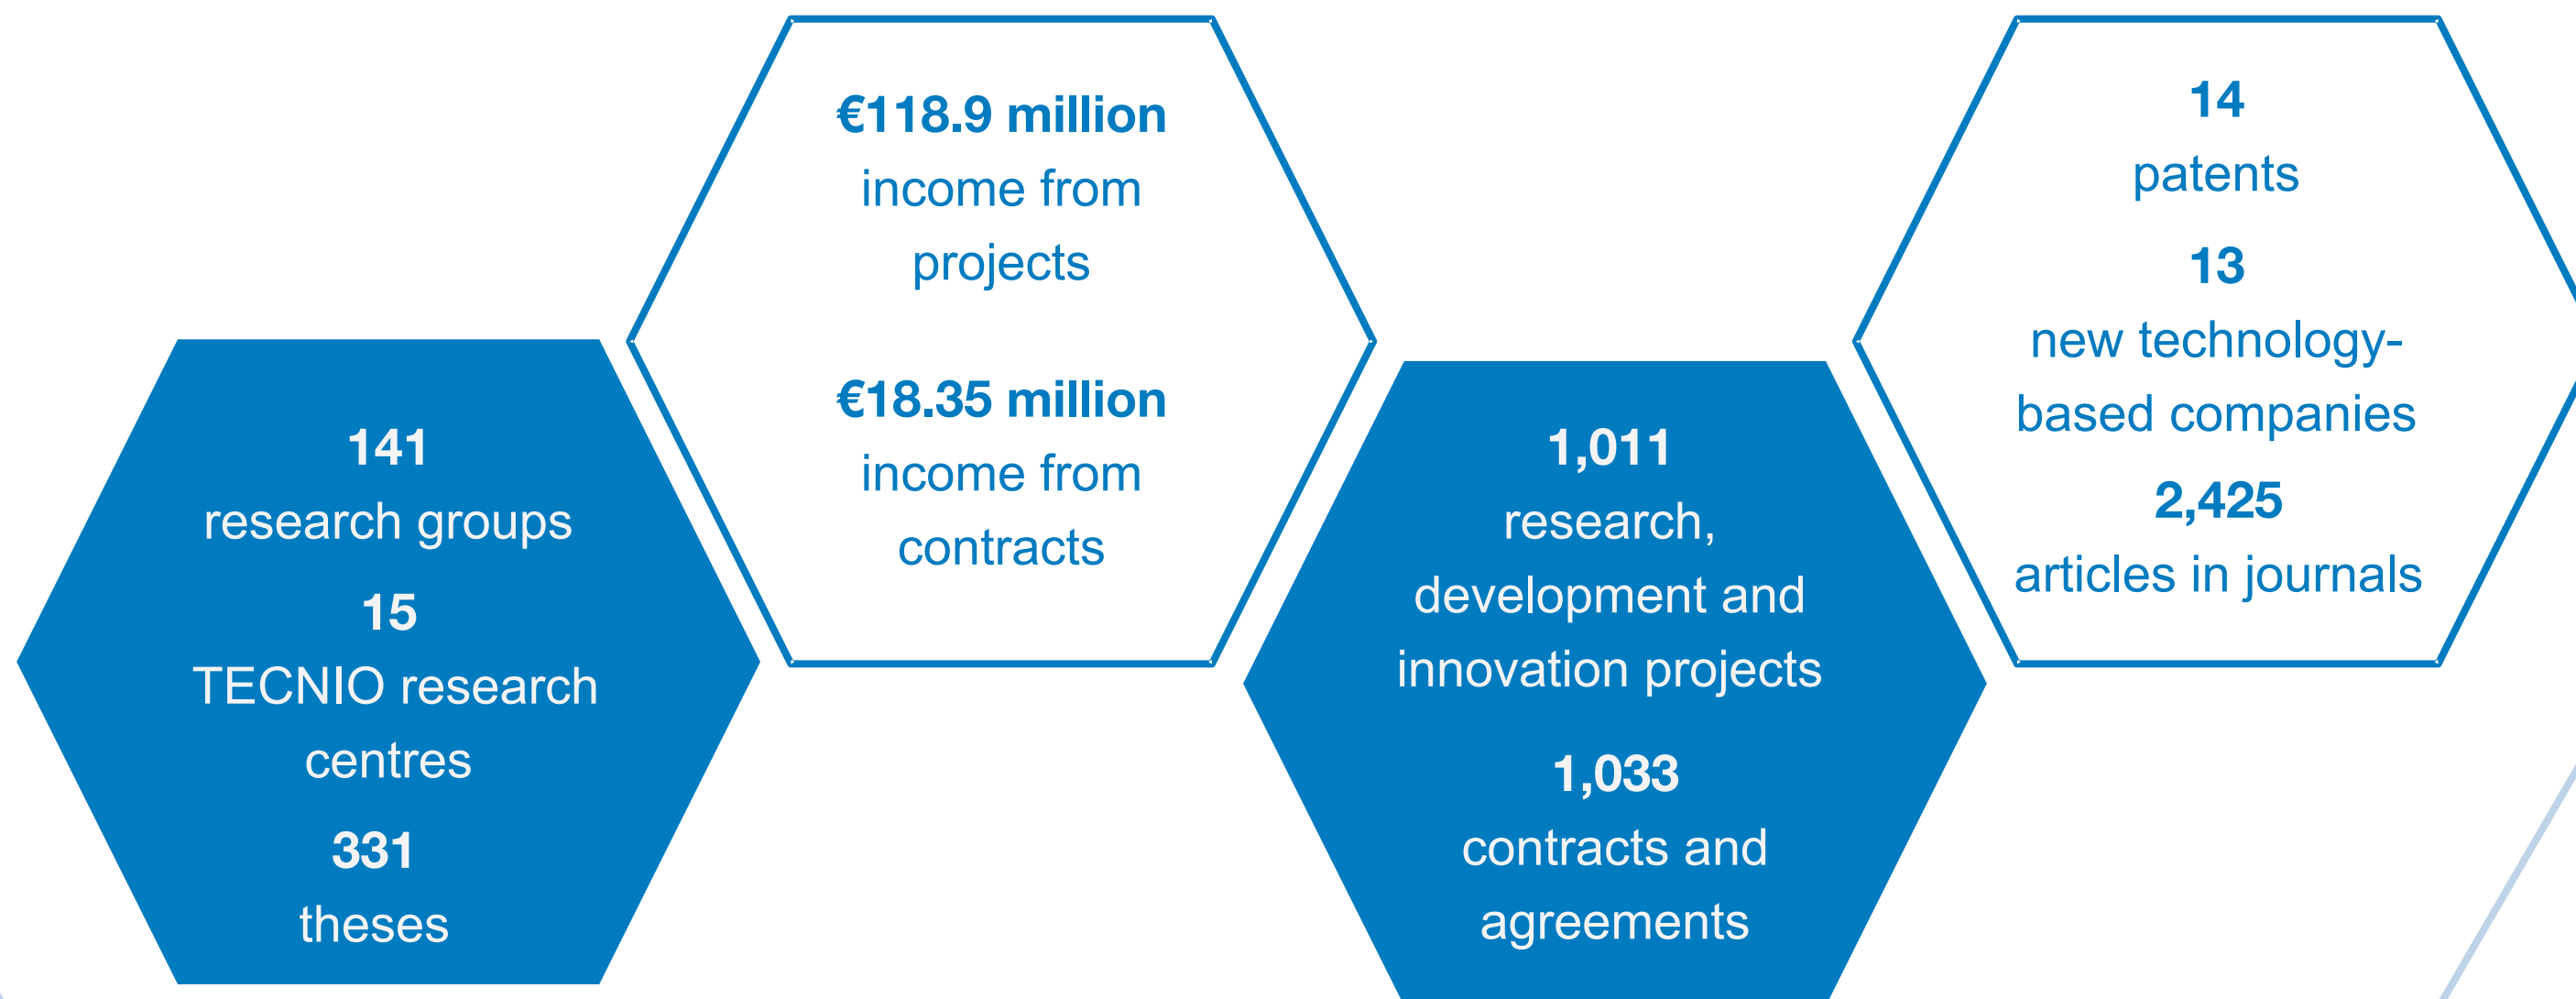 141
research groups
15
TECNIO research
centres
331
theses
€118.9 million
income from
projects
€18.35 million
income from
contracts
1,011
research,
development and
innovation projects
1,033
contracts and
agreements
14
patents
13
new technology-
based companies
2,425
articles in journals